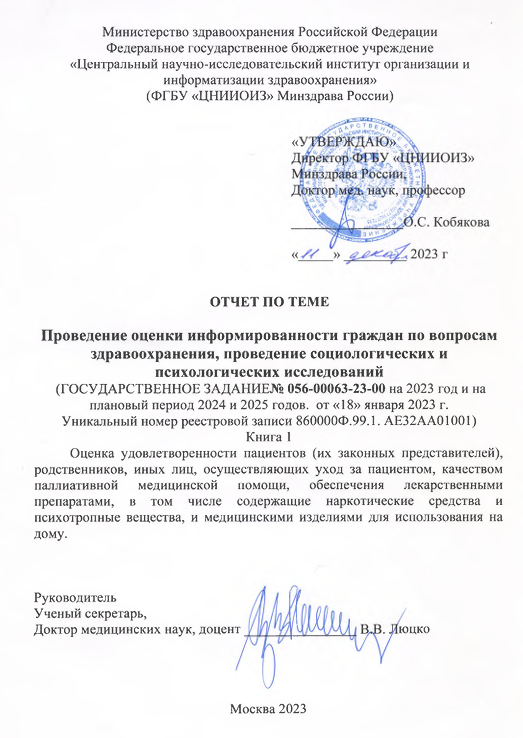 Министерство здравоохранения Российской Федерации
Федеральное государственное бюджетное учреждение
«Центральный научно-исследовательский институт организации и
информатизации здравоохранения»
(ФГБУ «ЦНИИОИЗ» Минздрава России)
«УТВЕРЖДАЮ»
Директор ФГБУ «ЦНИИОИЗ»
Минздрава России,
Доктор мед. наук, профессор
О.С. Кобякова
«11» декабр. 2023 г
ОТЧЕТ ПО ТЕМЕ
Проведение оценки информированности граждан по вопросам
здравоохранения, проведение социологических и
психологических исследований
(ГОСУДАРСТВЕННОЕ ЗАДАНИЕ№ 056-00063-23-00 на 2023 год и на
плановый период 2024 и 2025 годов. от «18» января 2023 г.
Уникальный номер реестровой записи 860000Ф.99.1. АЕ32АА01001)
Книга 1
Оценка удовлетворенности пациентов (их законных представителей),
родственников, иных лиц, осуществляющих уход за пациентом, качеством
паллиативной медицинской помощи, обеспечения лекарственными
препаратами, в том числе содержащие наркотические средства и
психотропные вещества, и медицинскими изделиями для использования на
дому.
Руководитель
Ученый секретарь,
Доктор медицинских наук, доцент В.В. Люцко
Москва 2023